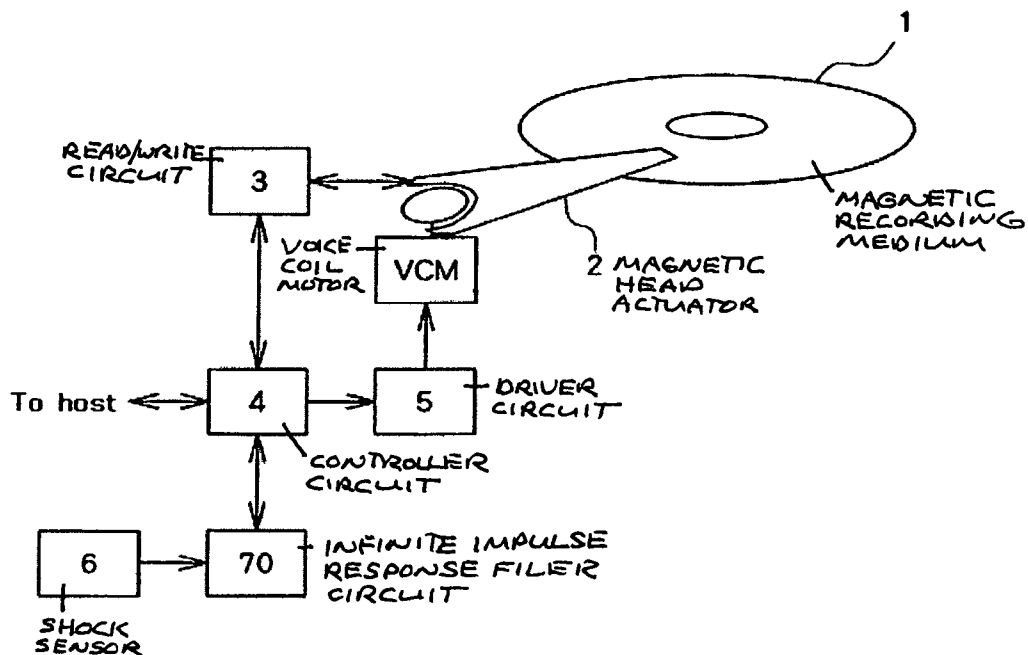 1
READ/WRITE
CIRCUIT
3
MAGNETIC
RECORDING
MEDIUM
VOICE
COIL
MOTOR
VCM
2 MAGNETIC
HEAD
ACTUATOR
To host
4
5
DRIVER
CIRCUIT
CONTROLLER
CIRCUIT
6
70
INFINITE IMPULSE
RESPONSE FILER
CIRCUIT
SHOCK
SENSOR